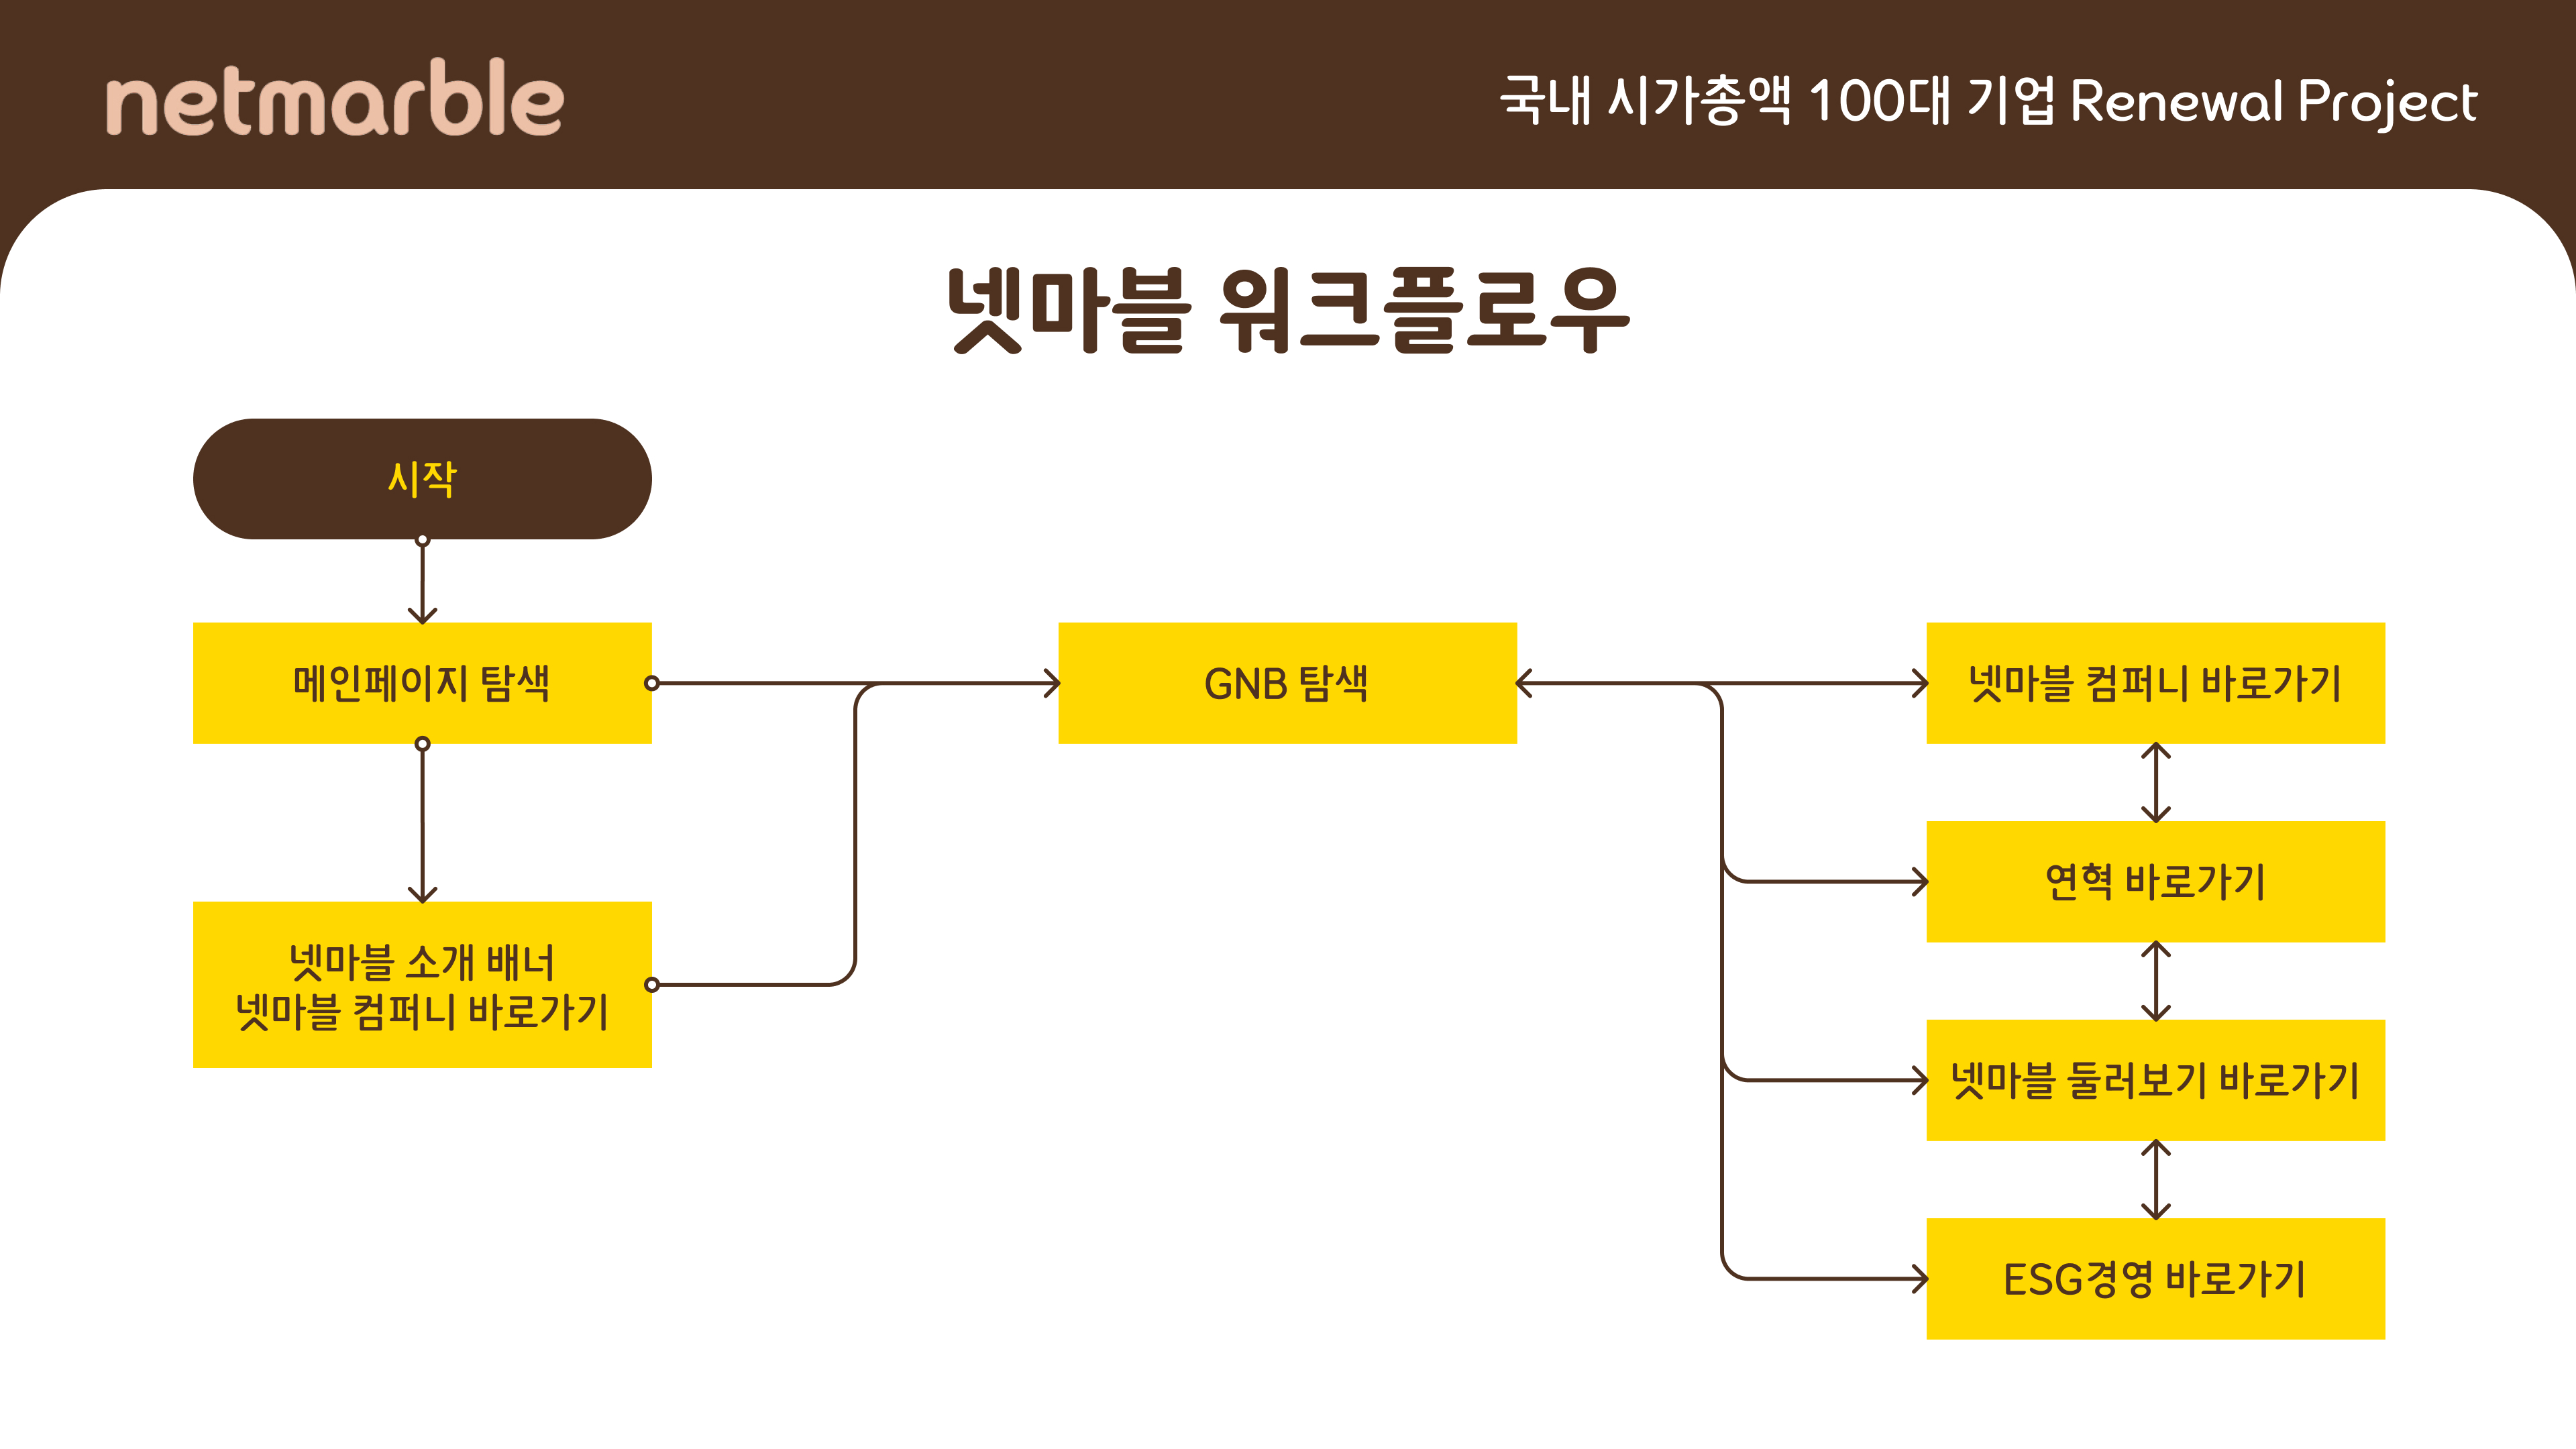 netmarble
국내 시가총액 100대 기업 Renewal Project
넷마블 워크플로우
시작
메인페이지 탐색
GNB 탐색
넷마블 컴퍼니 바로가기
연혁 바로가기
넷마블 소개 배너
넷마블 컴퍼니 바로가기
넷마블 둘러보기 바로가기
ESG경영 바로가기